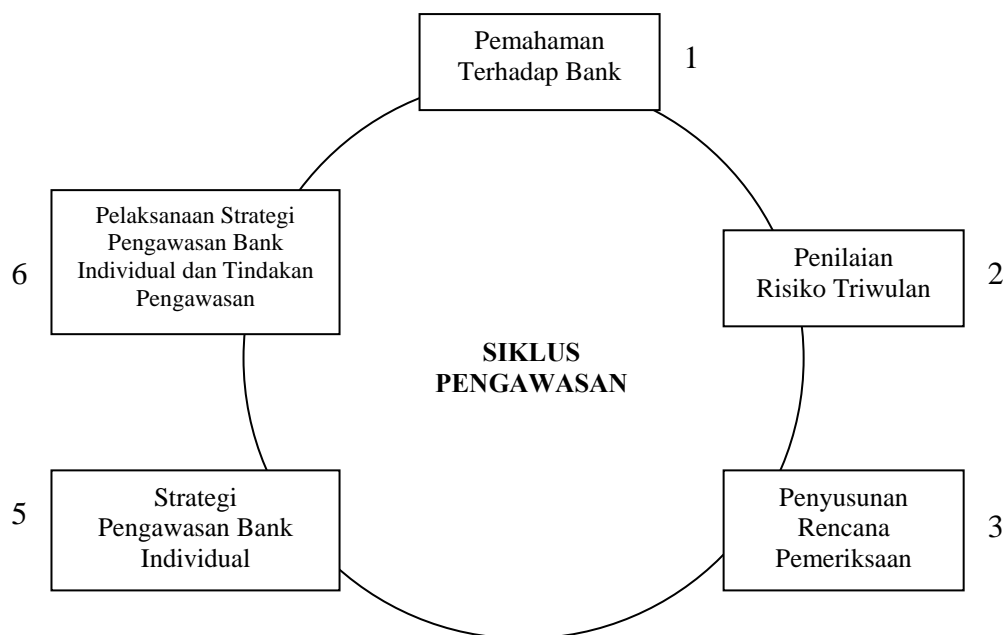 Pemahaman
Terhadap Bank
1
Penilaian
Risiko Triwulan
2
Penyusunan
Rencana
Pemeriksaan
3
Strategi
Pengawasan Bank
Individual
5
Pelaksanaan Strategi
Pengawasan Bank
Individual dan Tindakan
Pengawasan
6
SIKLUS
PENGAWASAN